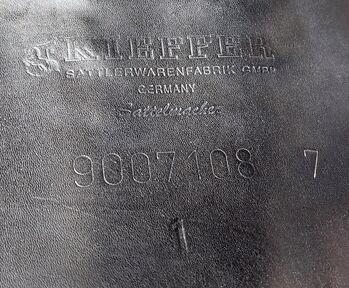 KIEFFER
SATTLERWARENFABRIK GMBH
GERMANY
Sattelmacher
9007108 7
1